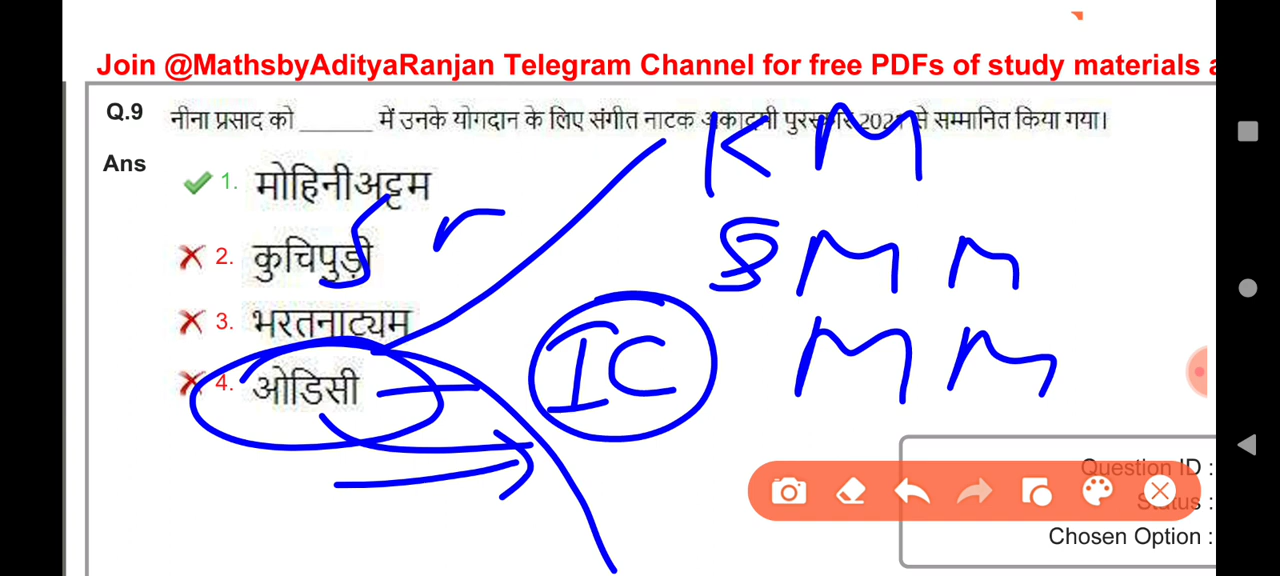 Join @MathsbyAdityaRanjan Telegram Channel for free PDFs of study materials
Q.9 नीना प्रसाद को ______ में उनके योगदान के लिए संगीत नाटक अकादमी पुरस्कार 2021 से सम्मानित किया गया।
Ans
1. मोहिनीअट्टम
2. कुचिपुड़ी
3. भरतनाट्यम
4. ओडिसी
KM
8 M M
IC
M M
Question ID :
Status :
Chosen Option :